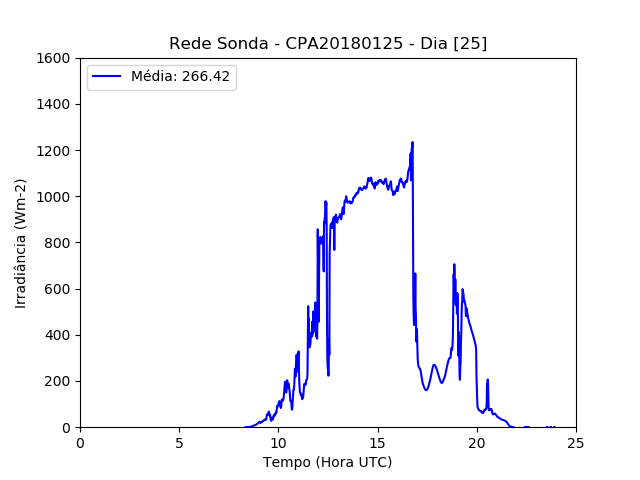 Rede Sonda - CPA20180125 - Dia [25]
Média: 266.42
Irradiância (Wm-2)
1600
1400
1200
1000
800
600
400
200
0
0 5 10 15 20 25
Tempo (Hora UTC)